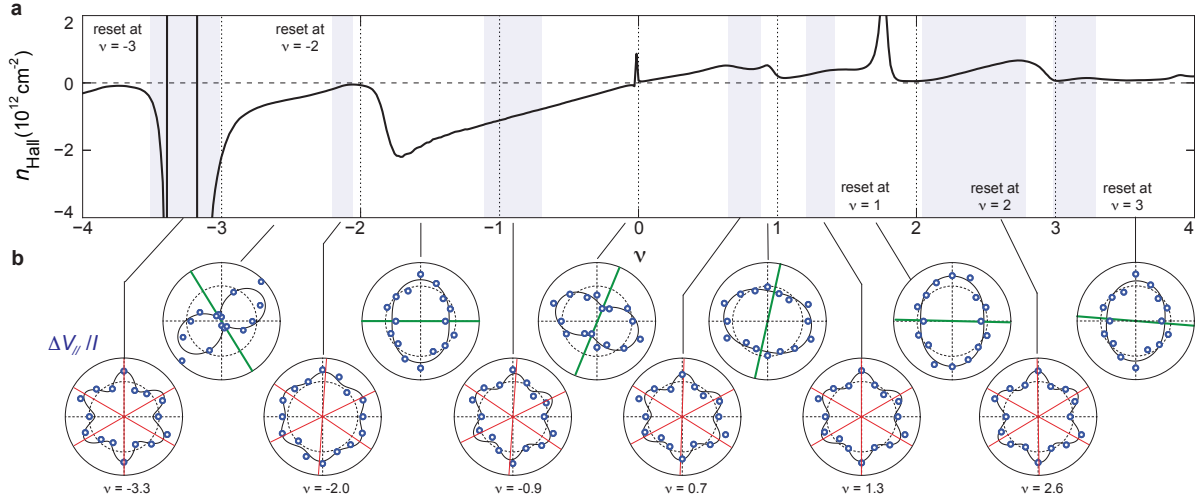 a
n_Hall (10^12 cm^-2)
2
0
−2
−4
reset at
ν = -3
reset at
ν = -2
reset at
ν = 1
reset at
ν = 2
reset at
ν = 3
−4 −3 −2 −1 0 1 2 3 4
ν
b
ΔV_// /I
ν = -3.3 ν = -2.0 ν = -0.9 ν = 0.7 ν = 1.3 ν = 2.6